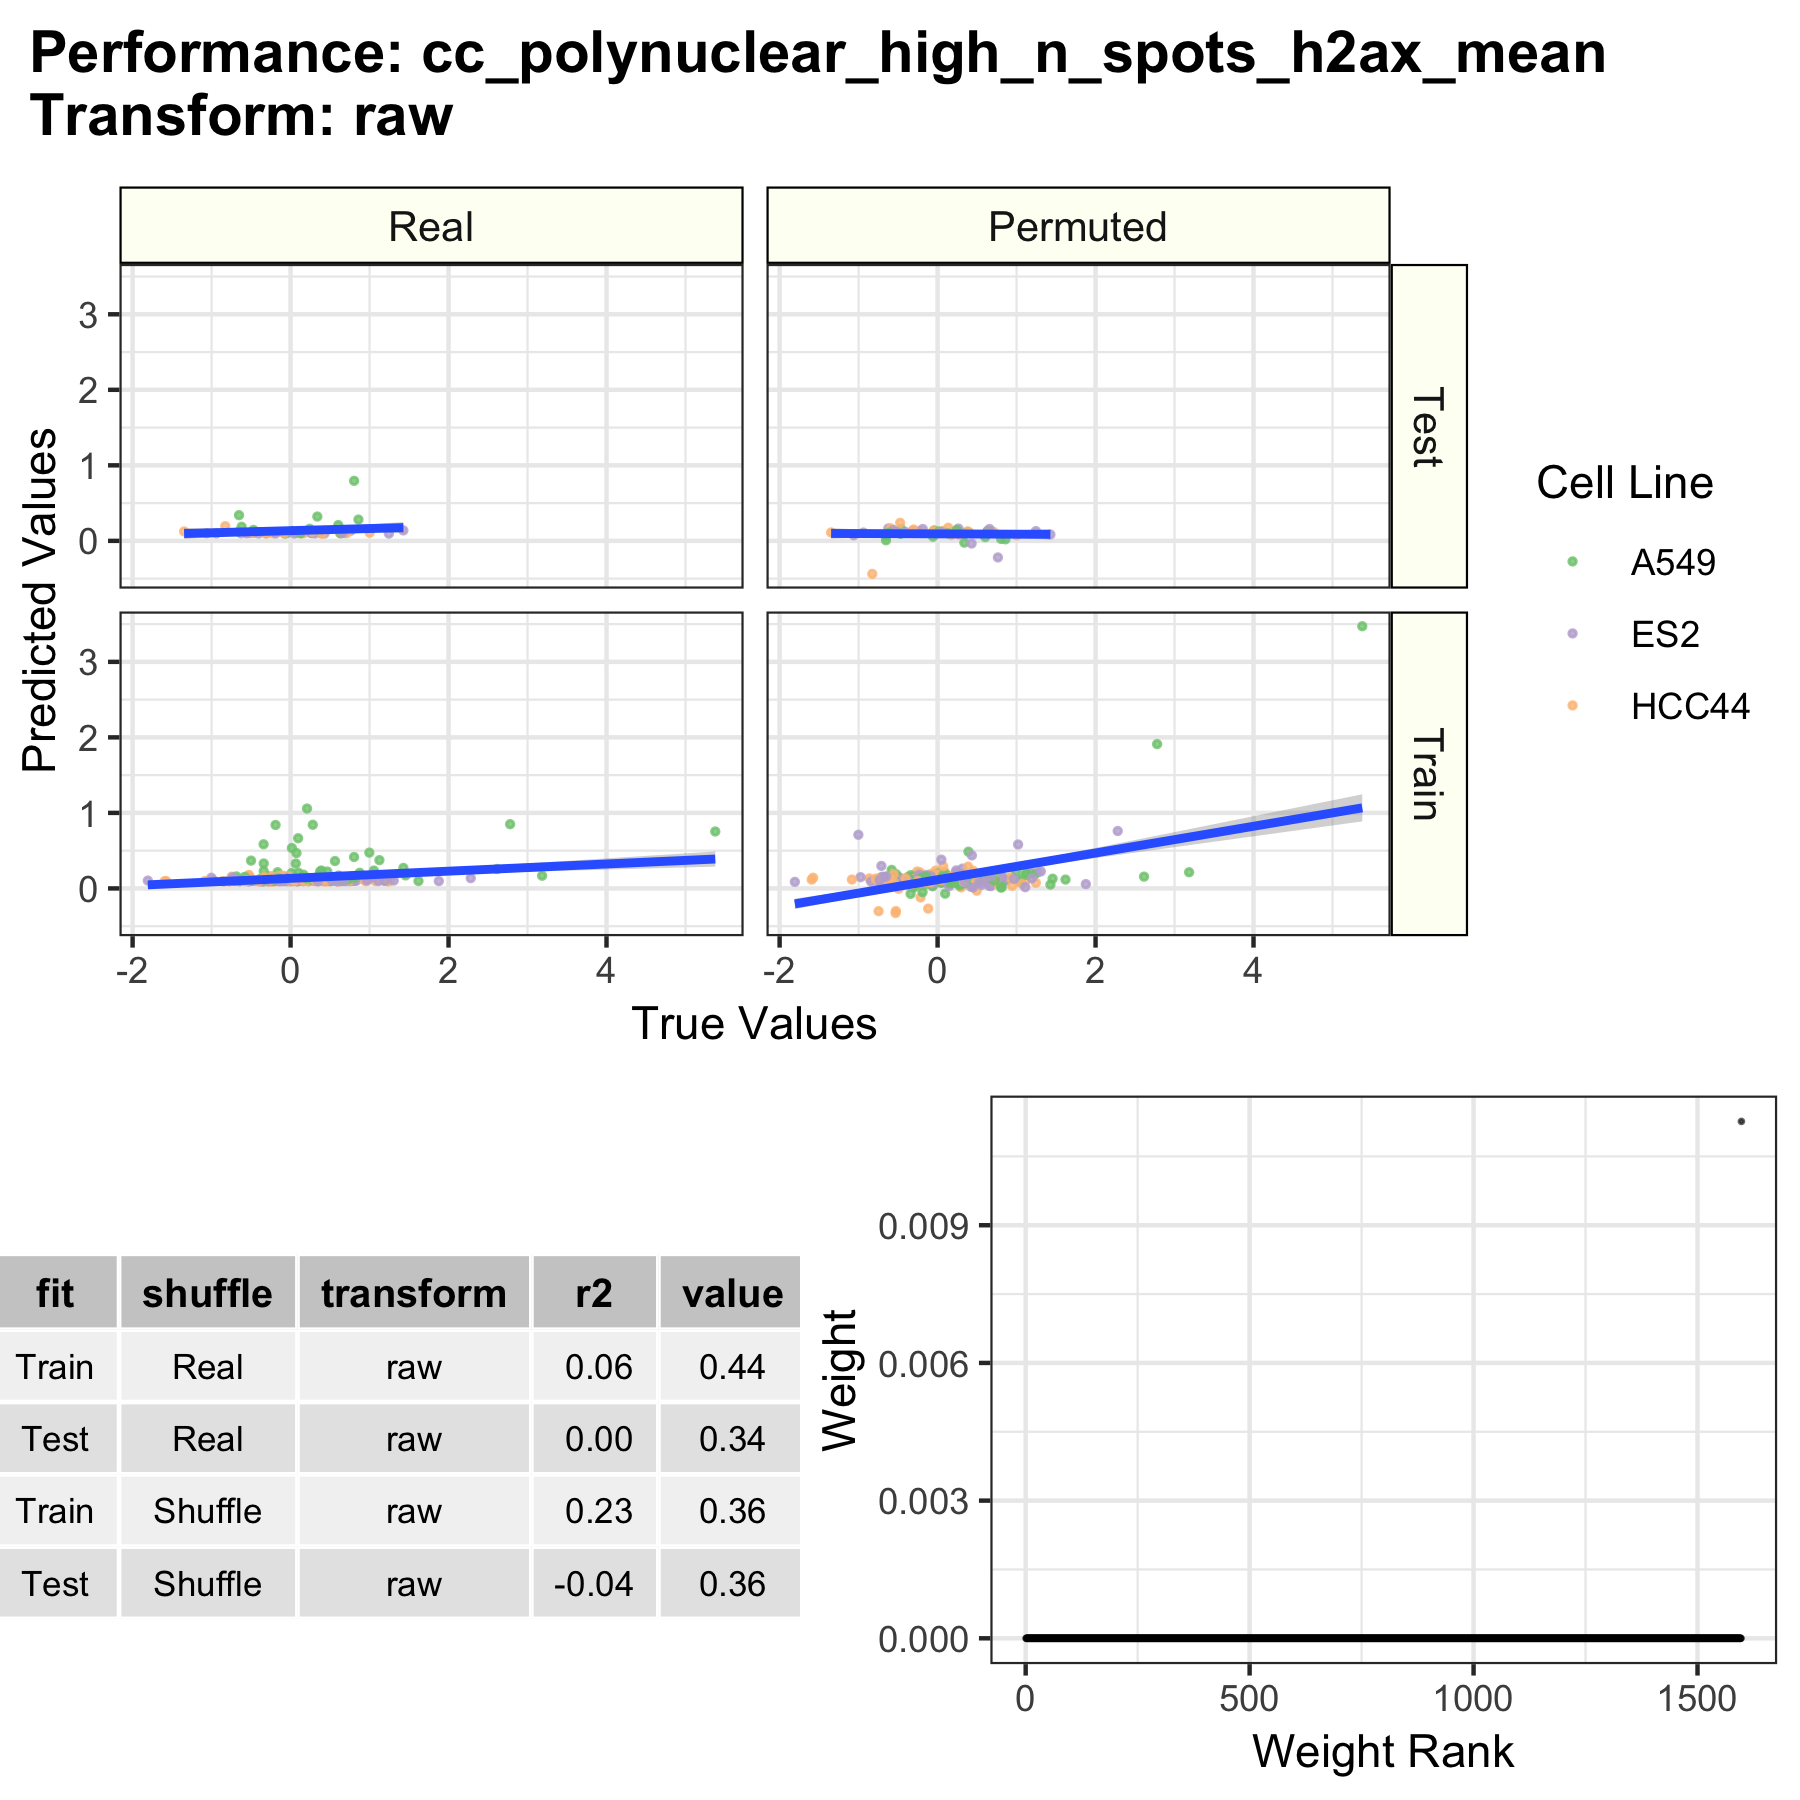 Performance: cc_polynuclear_high_n_spots_h2ax_mean
Transform: raw
Real
Permuted
3
2
1
0
Test
3
2
1
0
Train
Predicted Values
-2
0
2
4
-2
0
2
4
True Values
Cell Line
A549
ES2
HCC44
fit shuffle transform r2 value
Train Real raw 0.06 0.44
Test Real raw 0.00 0.34
Train Shuffle raw 0.23 0.36
Test Shuffle raw -0.04 0.36
Weight
0.009
0.006
0.003
0.000
0
500
1000
1500
Weight Rank